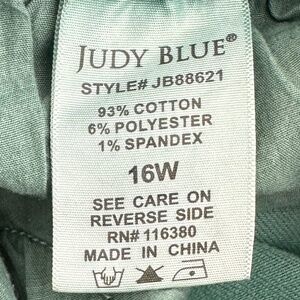 JUDY BLUE®
STYLE# JB88621
93% COTTON
6% POLYESTER
1% SPANDEX
16W
SEE CARE ON
REVERSE SIDE
RN# 116380
MADE IN CHINA